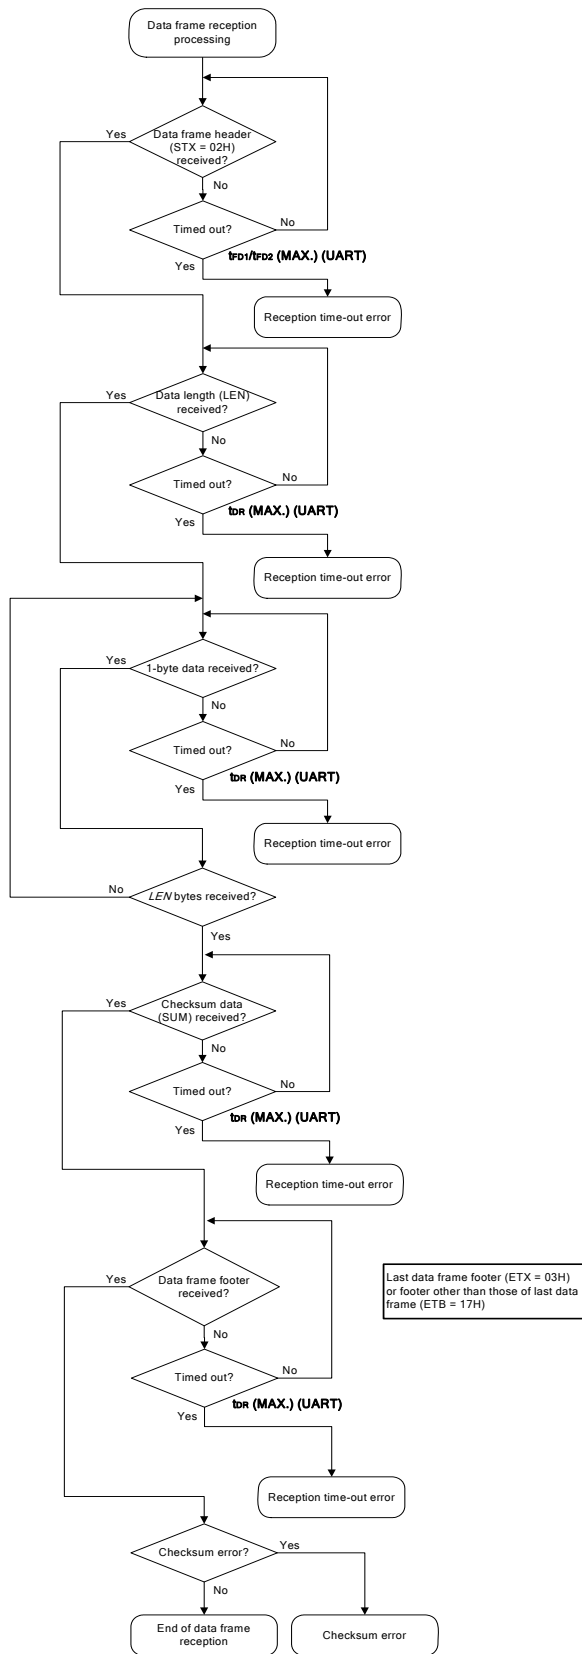 Data frame reception
processing
Yes
Data frame header
(STX = 02H)
received?
No
Timed out?
No
tFD1/tFD2 (MAX.) (UART)
Yes
Reception time-out error
Yes
Data length (LEN)
received?
No
Timed out?
No
tDR (MAX.) (UART)
Yes
Reception time-out error
Yes
1-byte data received?
No
Timed out?
No
tDR (MAX.) (UART)
Yes
Reception time-out error
No
LEN bytes received?
Yes
Yes
Checksum data
(SUM) received?
No
Timed out?
No
tDR (MAX.) (UART)
Yes
Reception time-out error
Yes
Data frame footer
received?
Last data frame footer (ETX = 03H)
or footer other than those of last data
frame (ETB = 17H)
No
Timed out?
No
tDR (MAX.) (UART)
Yes
Reception time-out error
Checksum error?
Yes
No
End of data frame
reception
Checksum error